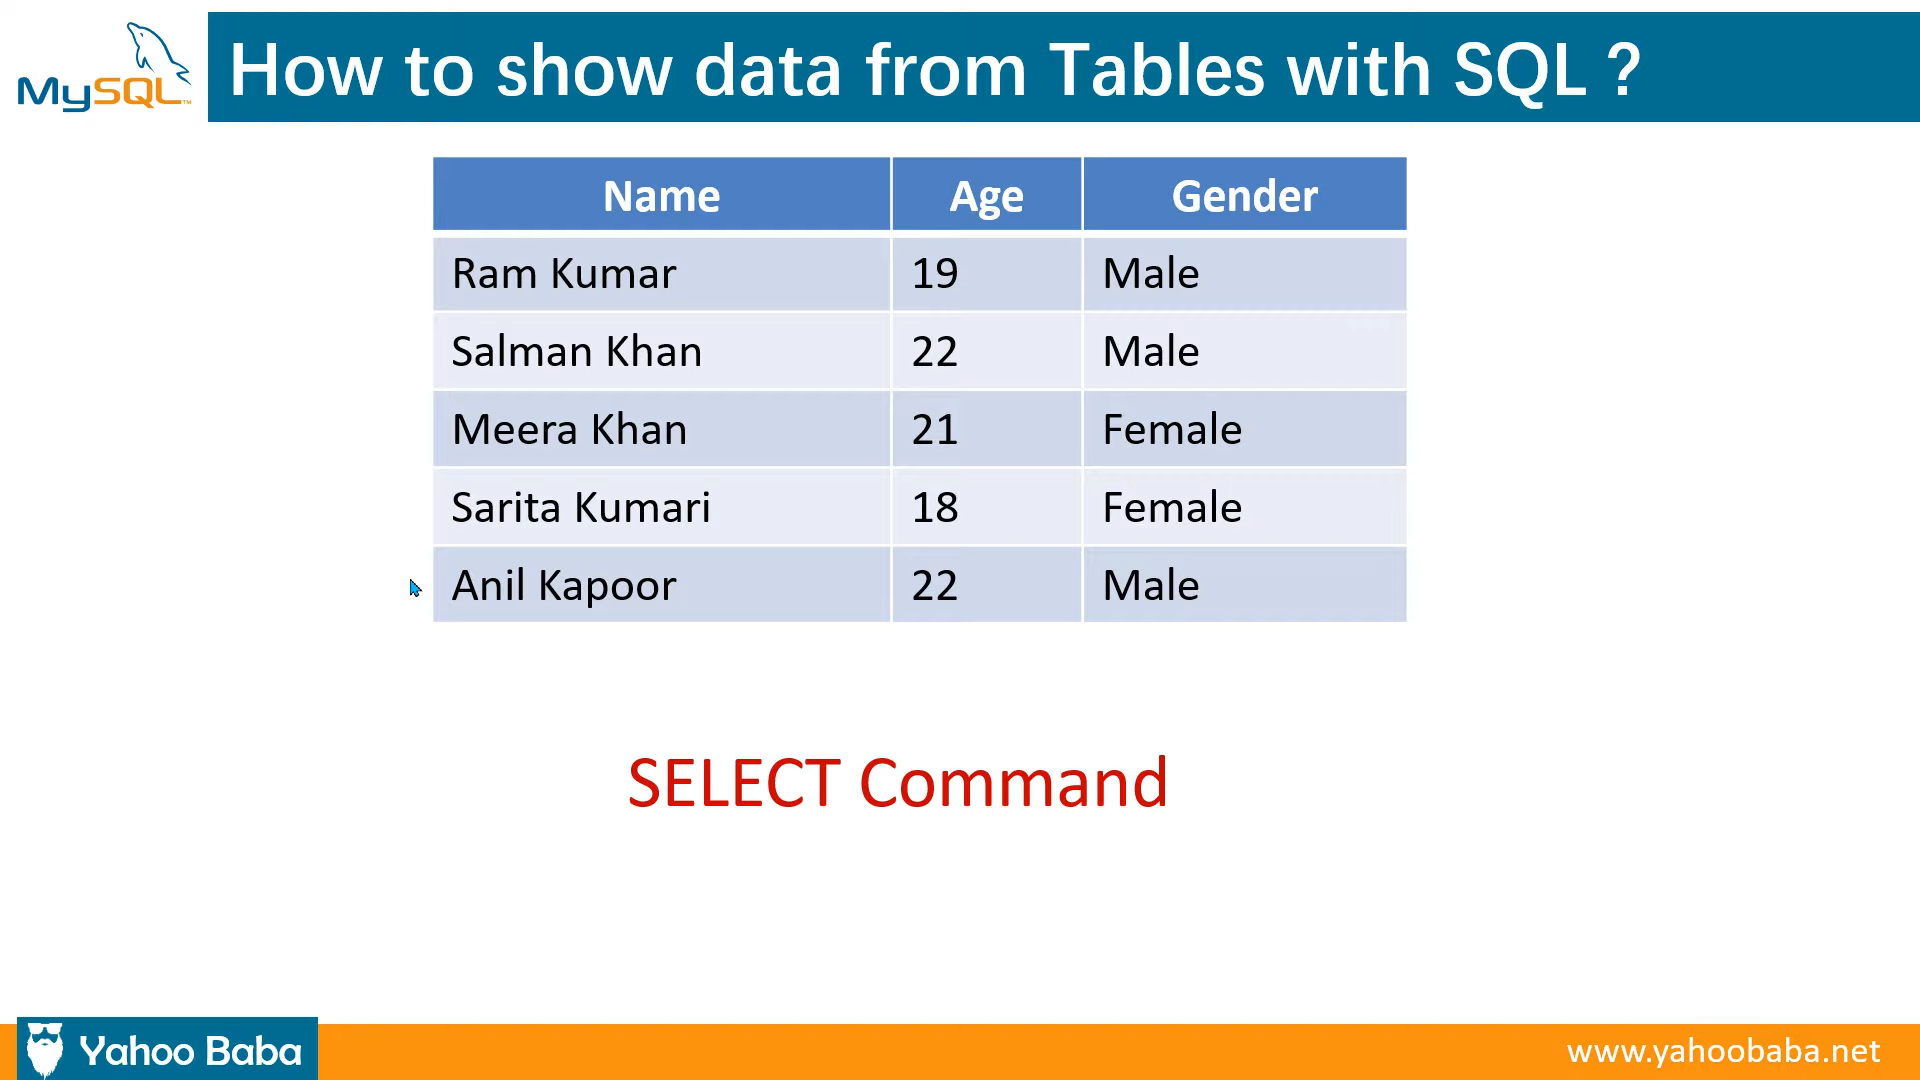 MySQL™
How to show data from Tables with SQL ?
Name Age Gender
Ram Kumar 19 Male
Salman Khan 22 Male
Meera Khan 21 Female
Sarita Kumari 18 Female
Anil Kapoor 22 Male
SELECT Command
Yahoo Baba
www.yahoobaba.net